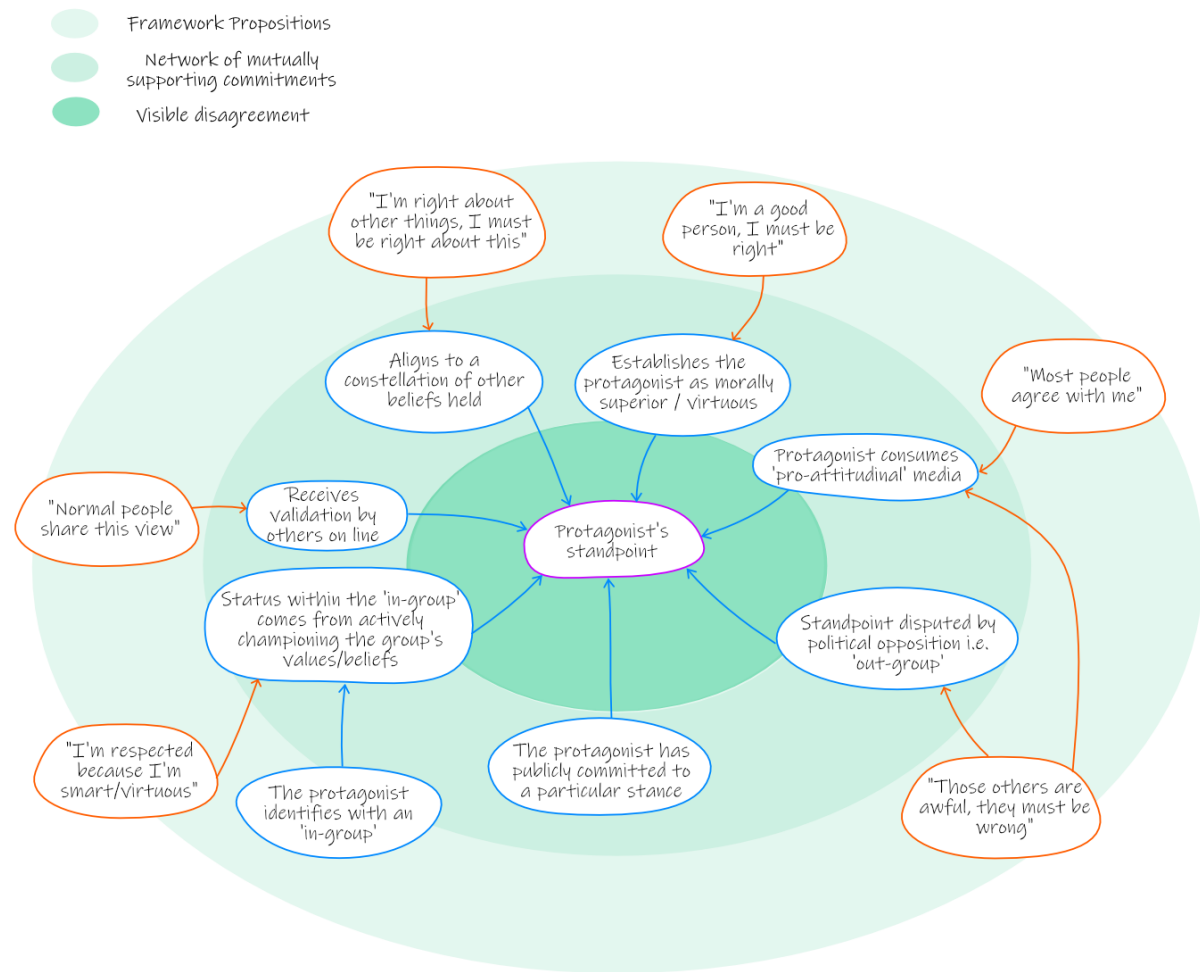 Framework Propositions
Network of mutually
supporting commitments
Visible disagreement
"I'm right about
other things, I must
be right about this"
"I'm a good
person, I must be
right"
Aligns to a
constellation of other
beliefs held
Establishes the
protagonist as morally
superior / virtuous
"Most people
agree with me"
Protagonist consumes
'pro-attitudinal' media
"Normal people
share this view"
Receives
validation by
others on line
Protagonist's
standpoint
Status within the 'in-group'
comes from actively
championing the group's
values/beliefs
Standpoint disputed by
political opposition i.e.
'out-group'
"I'm respected
because I'm
smart/virtuous"
The protagonist
identifies with an
'in-group'
The protagonist has
publicly committed to
a particular stance
"Those others are
awful, they must be
wrong"